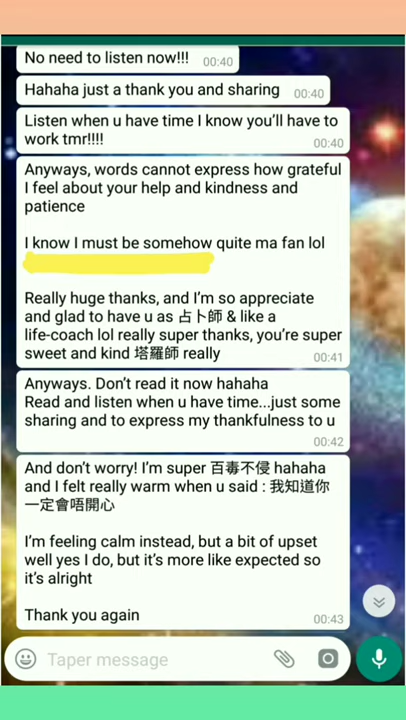 No need to listen now!!! 00:40
Hahaha just a thank you and sharing 00:40
Listen when u have time I know you'll have to
work tmr!!!! 00:40
Anyways, words cannot express how grateful
I feel about your help and kindness and
patience
I know I must be somehow quite ma fan lol
Really huge thanks, and I'm so appreciate
and glad to have u as 占卜師 & like a
life-coach lol really super thanks, you're super
sweet and kind 塔羅師 really 00:41
Anyways. Don't read it now hahaha
Read and listen when u have time...just some
sharing and to express my thankfulness to u
00:42
And don't worry! I'm super 百毒不侵 hahaha
and I felt really warm when u said : 我知道你
一定會唔開心
I'm feeling calm instead, but a bit of upset
well yes I do, but it's more like expected so
it's alright
Thank you again 00:43
Taper message